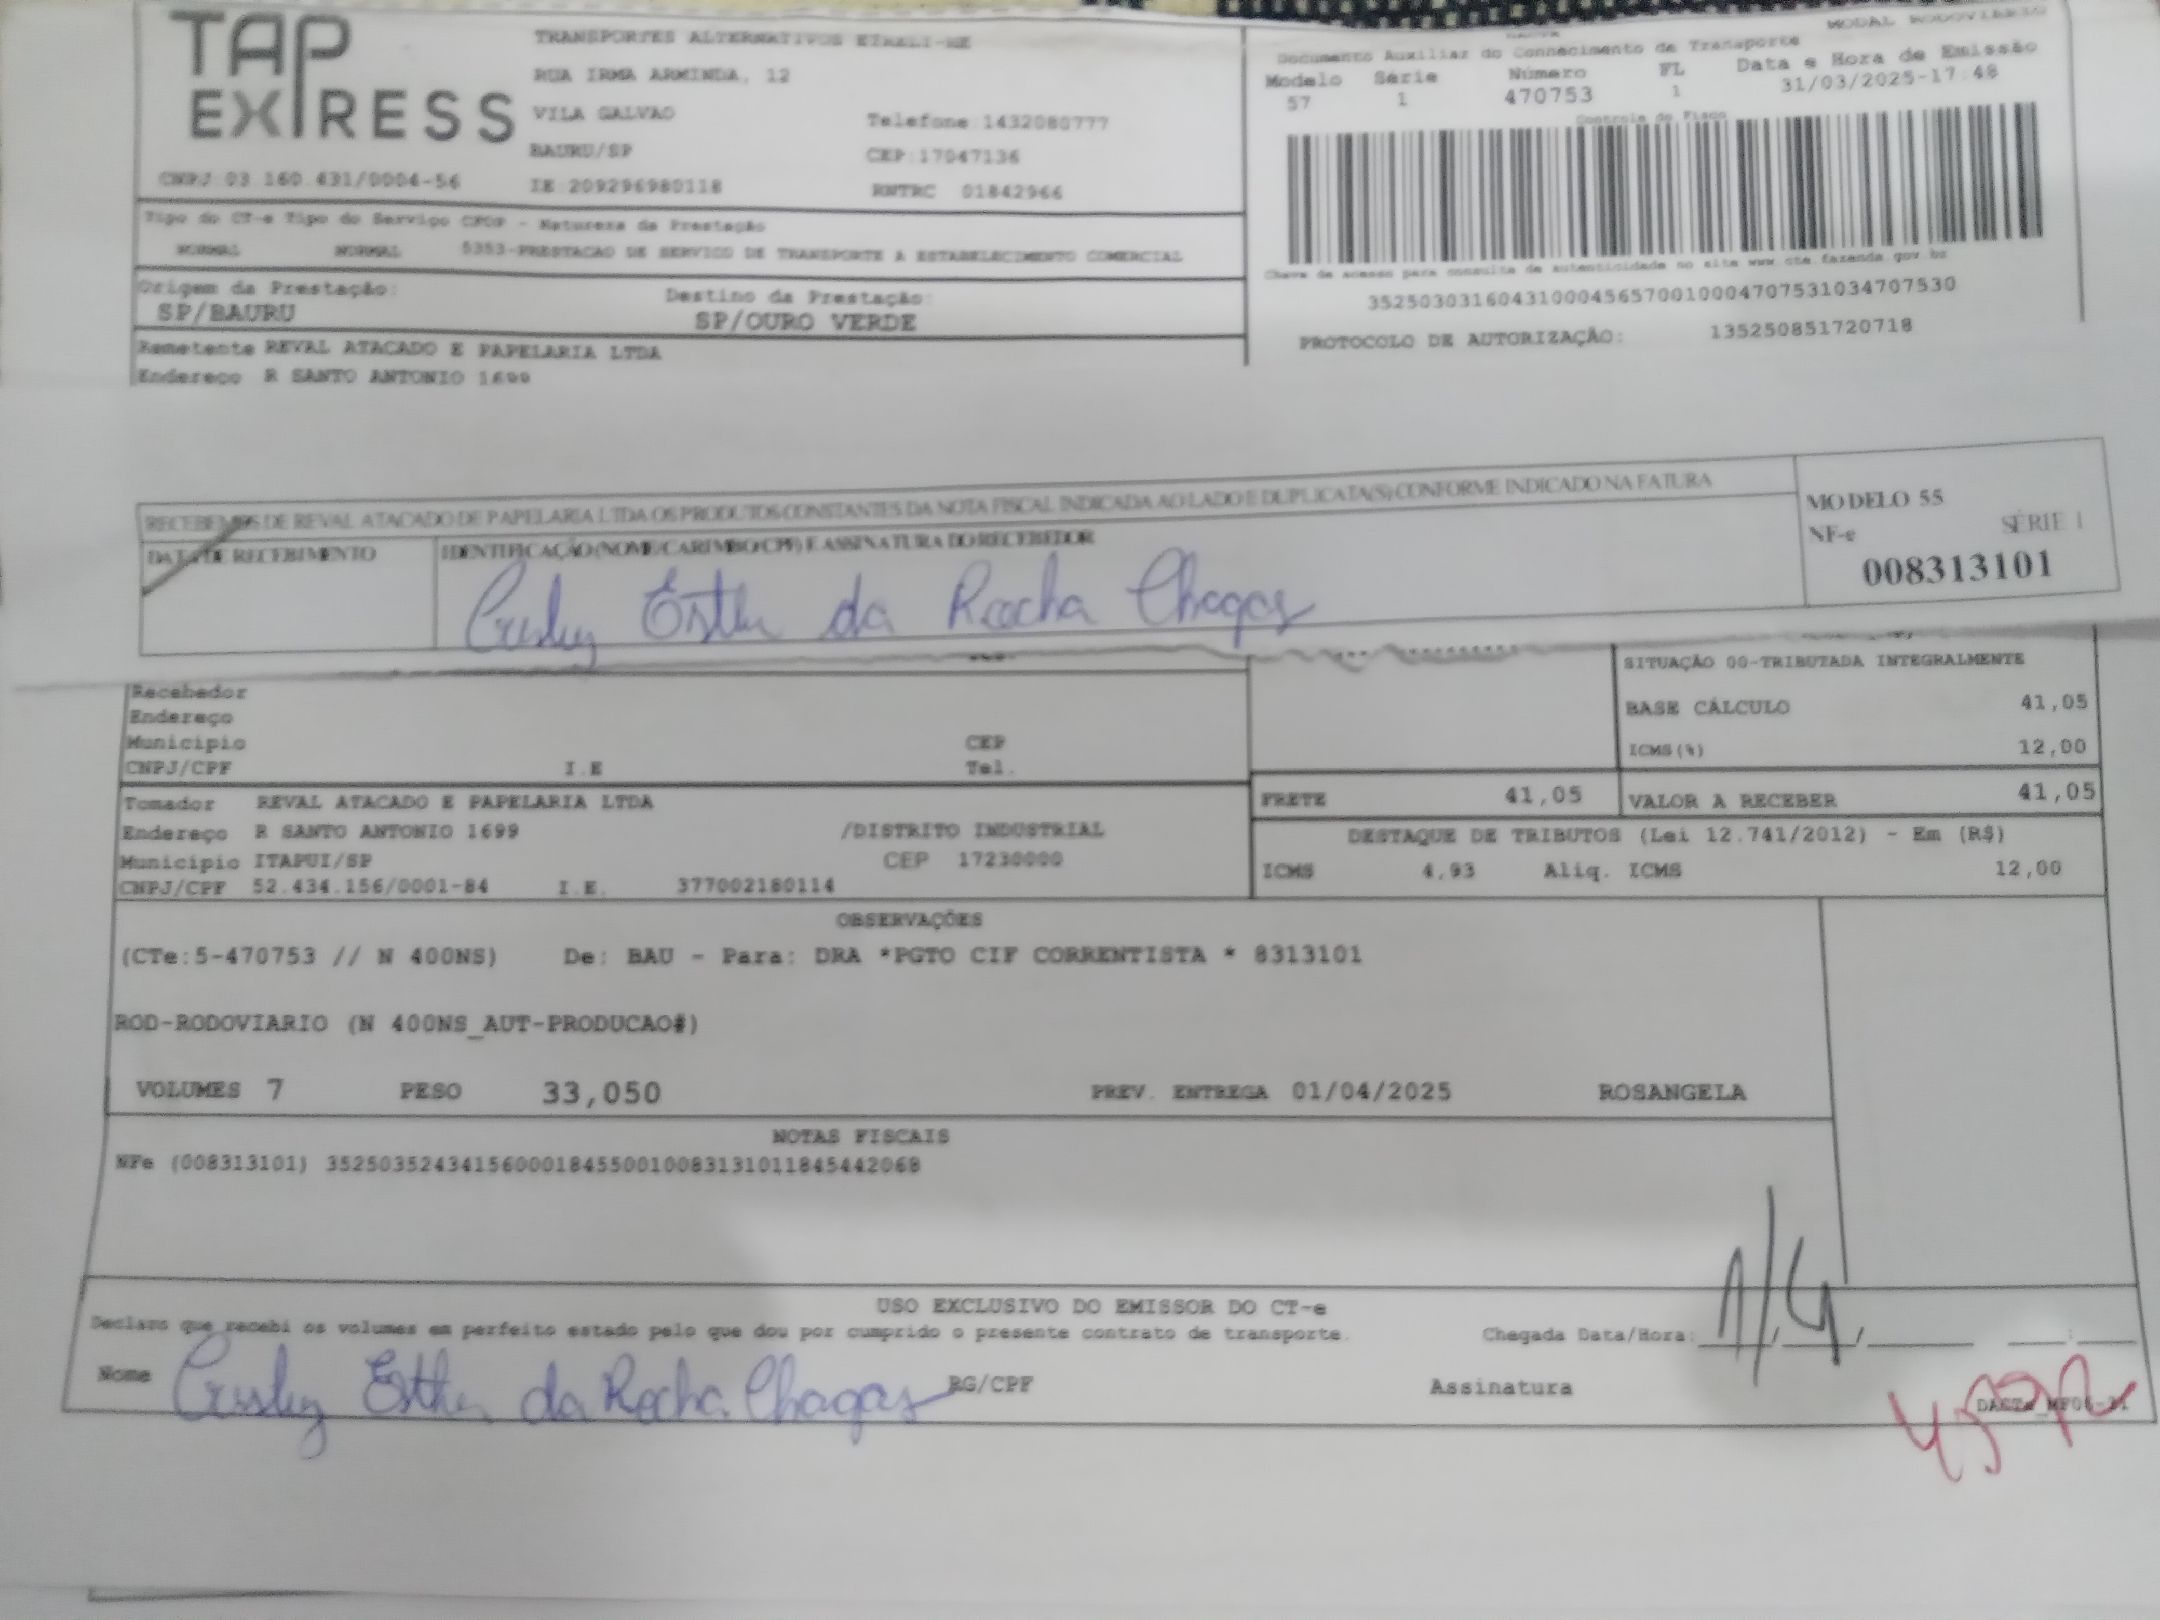 TAP
EXPRESS
TRANSPORTES ALTERNATIVOS EIRELI-ME
RUA IRMA ARMINDA, 12
VILA GALVAO Telefone:1432080777
BAURU/SP CEP:17047136
CNPJ:03.160.431/0004-56 IE:209296980118 RNTRC 01842966
MODAL RODOVIÁRIO
DACTE
Documento Auxiliar do Conhecimento de Transporte
Modelo Série Número FL Data e Hora de Emissão
57 1 470753 1 31/03/2025-17:48
Controle do Fisco
Chave de acesso para consulta de autenticidade no site www.cte.fazenda.gov.br
35250303160431000456570010004707531034707530
PROTOCOLO DE AUTORIZAÇÃO: 135250851720718
Tipo do CT-e Tipo do Serviço CFOP - Natureza da Prestação
NORMAL NORMAL 5353-PRESTACAO DE SERVICO DE TRANSPORTE A ESTABELECIMENTO COMERCIAL
Origem da Prestação: Destino da Prestação:
SP/BAURU SP/OURO VERDE
Remetente REVAL ATACADO E PAPELARIA LTDA
Endereço R SANTO ANTONIO 1699
RECEBEMOS DE REVAL ATACADO DE PAPELARIA LTDA OS PRODUTOS CONSTANTES DA NOTA FISCAL INDICADA AO LADO E DUPLICATA(S) CONFORME INDICADO NA FATURA
DATA DE RECEBIMENTO IDENTIFICAÇÃO (NOME/CARIMBO/CPF) E ASSINATURA DO RECEBEDOR
MODELO 55
NF-e SÉRIE 1
008313101
Esther da Rocha Chagas
SITUAÇÃO 00-TRIBUTADA INTEGRALMENTE
BASE CÁLCULO 41,05
ICMS(%) 12,00
Recebedor
Endereço
Município CEP
CNPJ/CPF I.E Tel.
FRETE 41,05 VALOR A RECEBER 41,05
Tomador REVAL ATACADO E PAPELARIA LTDA
Endereço R SANTO ANTONIO 1699 /DISTRITO INDUSTRIAL
Município ITAPUI/SP CEP 17230000
CNPJ/CPF 52.434.156/0001-84 I.E. 377002180114
DESTAQUE DE TRIBUTOS (Lei 12.741/2012) - Em (R$)
ICMS 4,93 Aliq. ICMS 12,00
OBSERVAÇÕES
(CTe:5-470753 // N 400NS) De: BAU - Para: DRA *PGTO CIF CORRENTISTA * 8313101
ROD-RODOVIARIO (N 400NS_AUT-PRODUCAO#)
VOLUMES 7 PESO 33,050 PREV. ENTREGA 01/04/2025 ROSANGELA
NOTAS FISCAIS
NFe (008313101) 35250352434156000184550010083131011845442068
USO EXCLUSIVO DO EMISSOR DO CT-e
Declaro que recebi os volumes em perfeito estado pelo que dou por cumprido o presente contrato de transporte. Chegada Data/Hora: 1/4/
Nome Esther da Rocha Chagas RG/CPF Assinatura